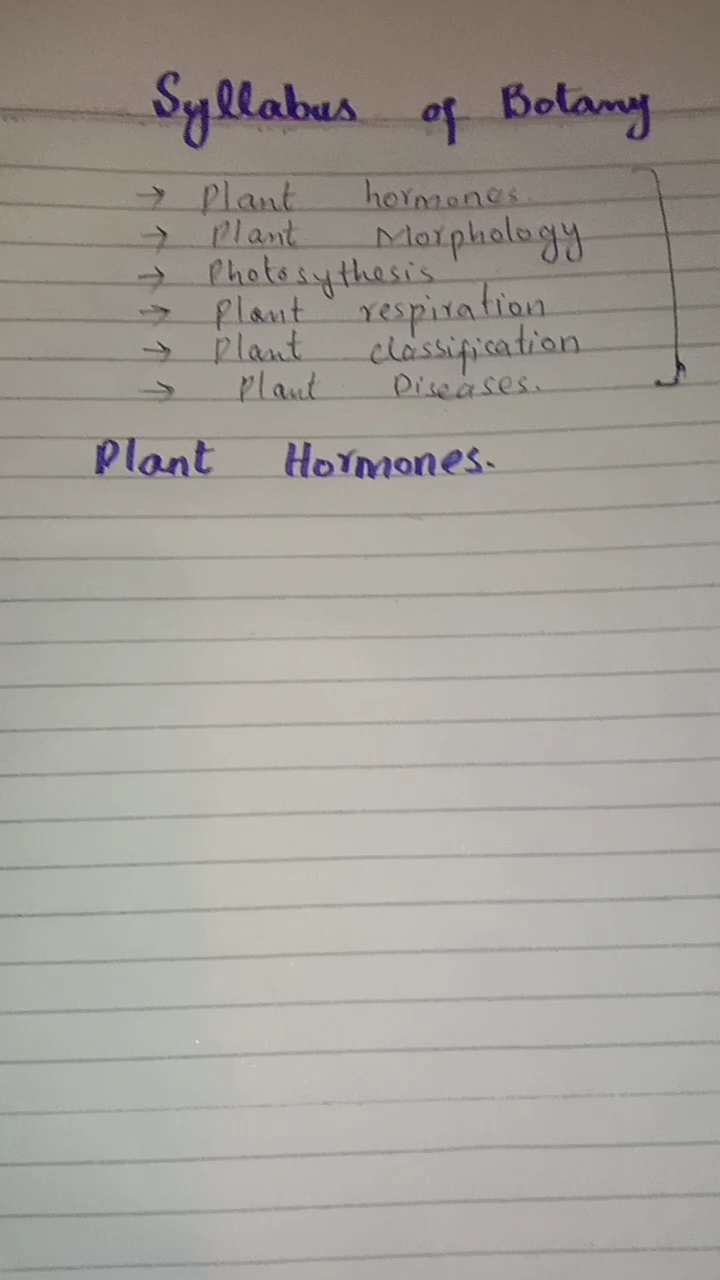 Syllabus of Botany
→ Plant hormones.
→ Plant Morphology
→ Photosythesis
→ Plant respiration
→ Plant classification
→ Plant Diseases.
Plant Hormones.